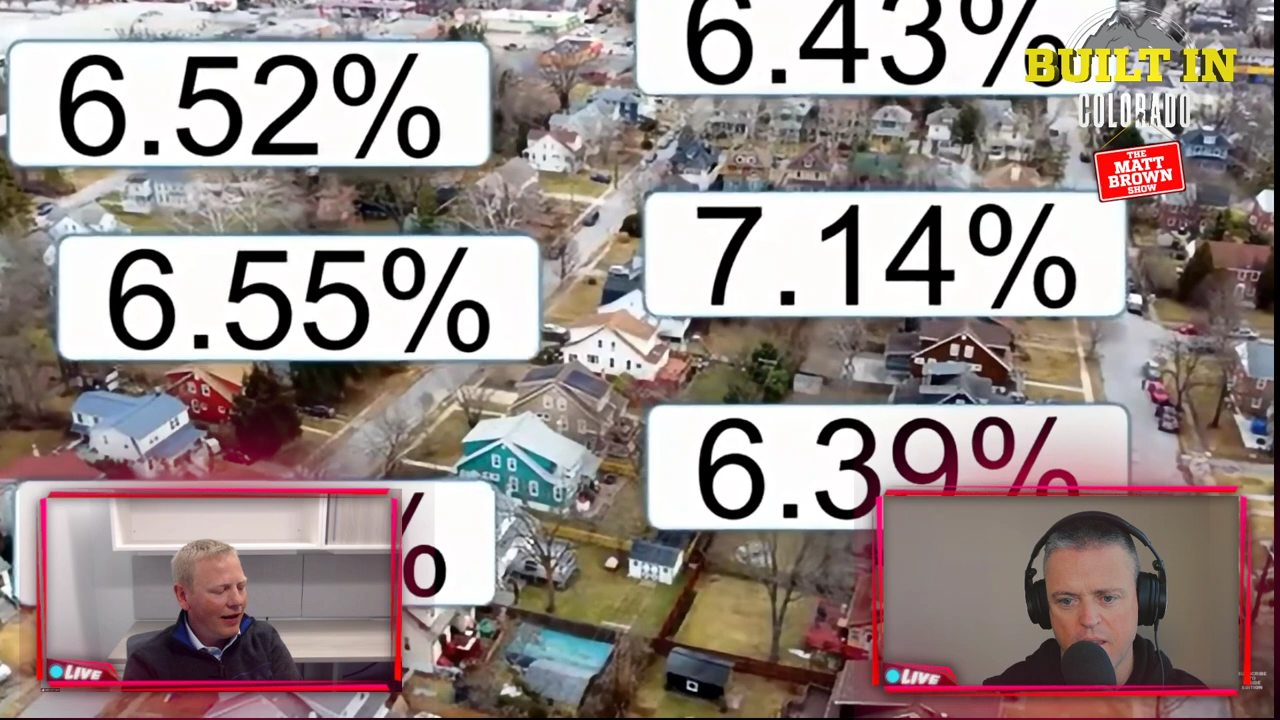 6.43%
BUILT IN
COLORADO
6.52%
THE
MATT
BROWN
SHOW
7.14%
6.55%
6.39%
%
LIVE
LIVE